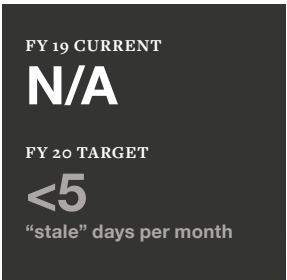 FY 19 CURRENT
N/A
FY 20 TARGET
<5
“stale” days per month